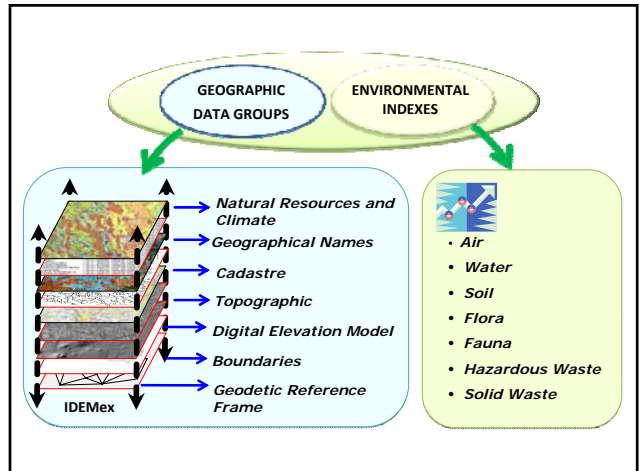 GEOGRAPHIC
DATA GROUPS
ENVIRONMENTAL
INDEXES
Natural Resources and
Climate
Geographical Names
Cadastre
Topographic
Digital Elevation Model
Boundaries
Geodetic Reference
Frame
IDEMex
• Air
• Water
• Soil
• Flora
• Fauna
• Hazardous Waste
• Solid Waste